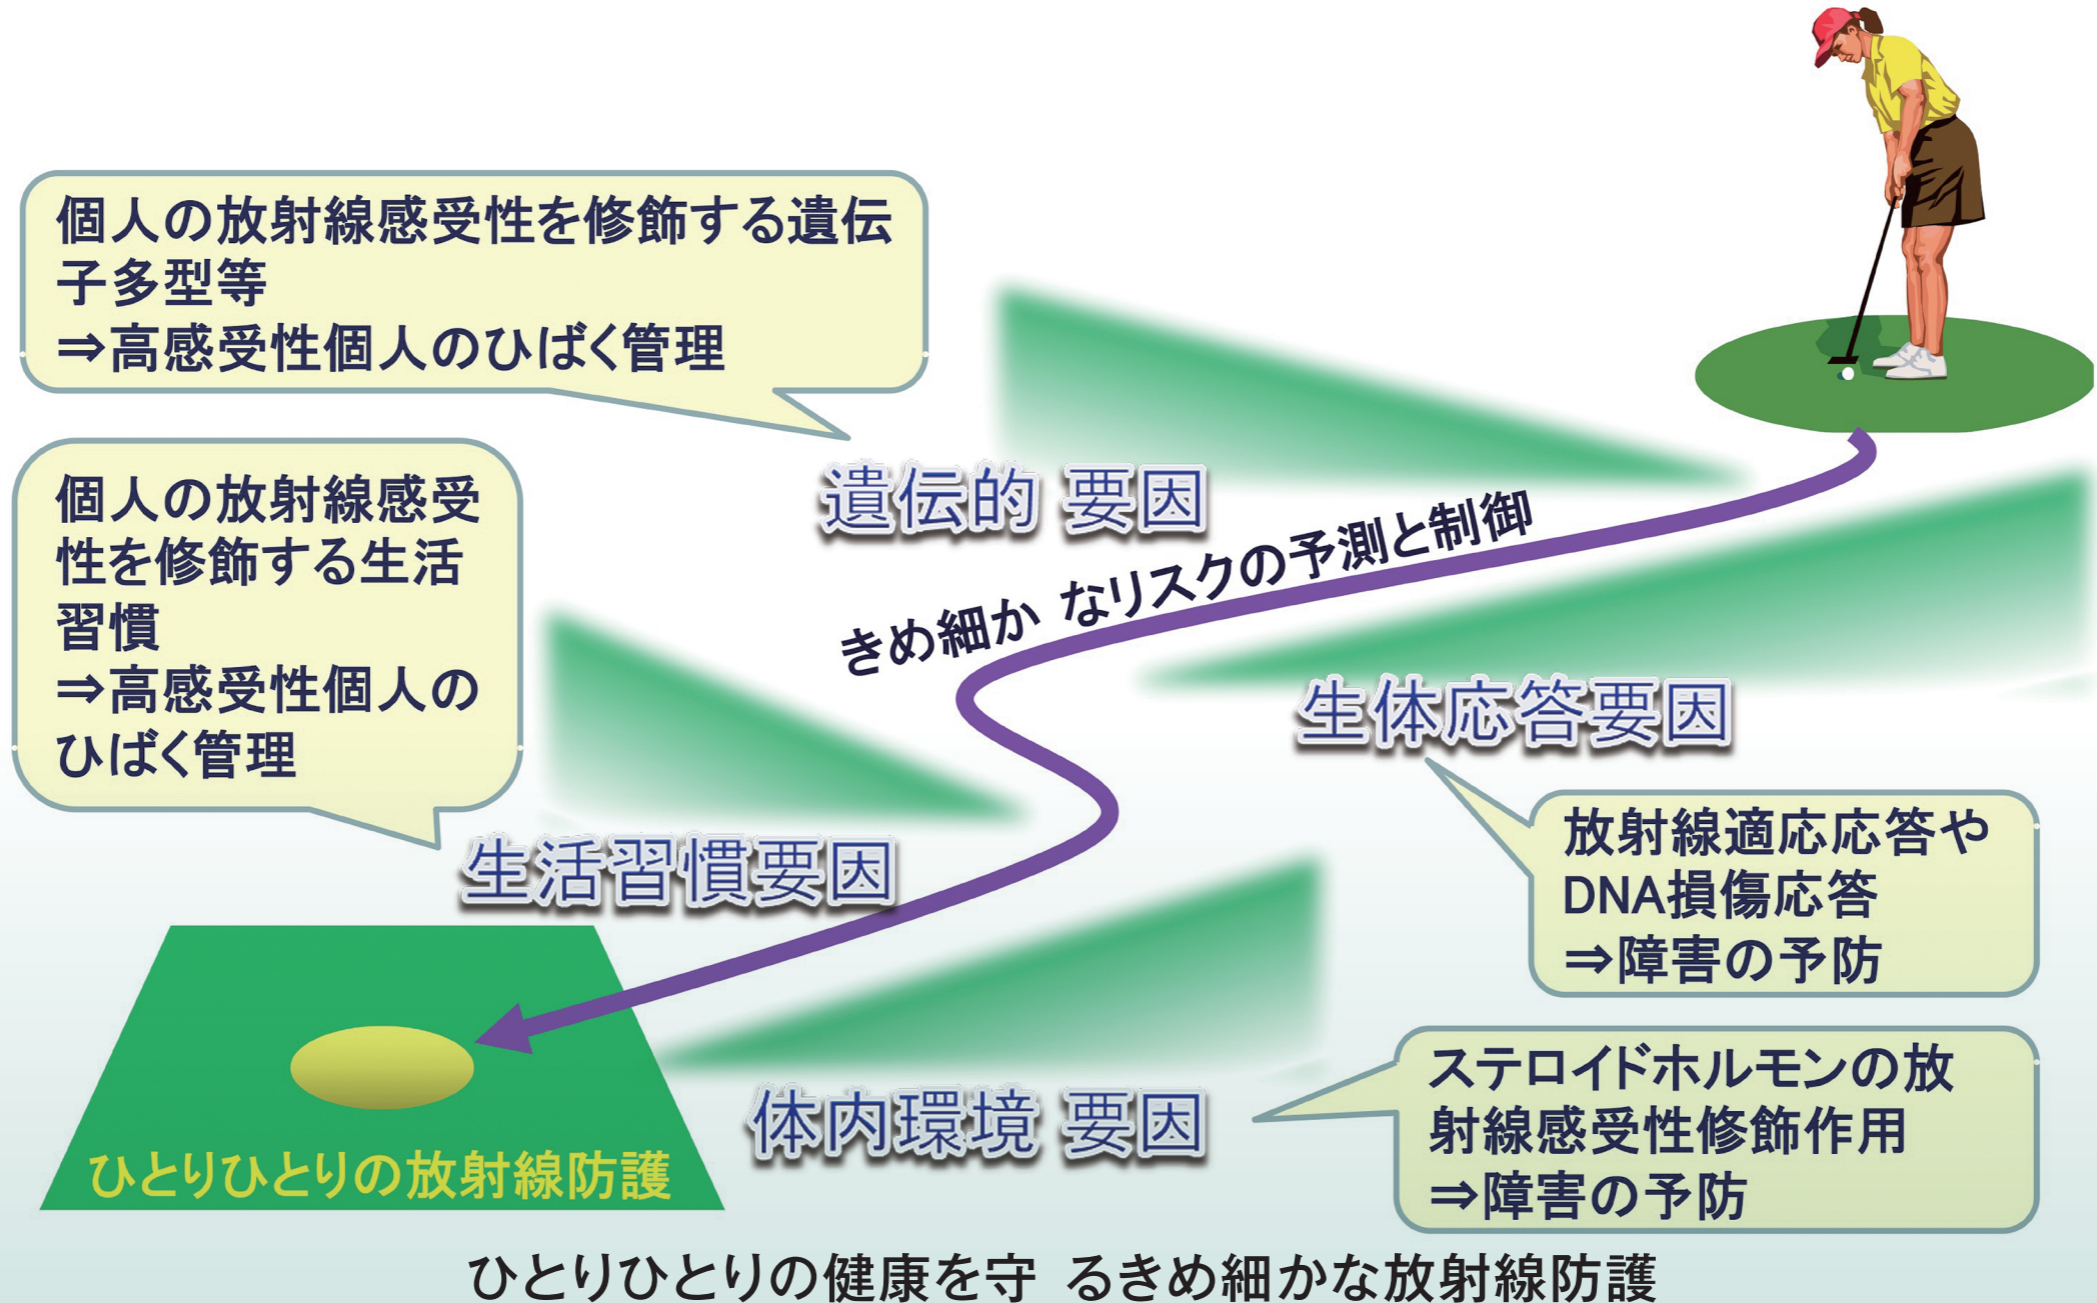 個人の放射線感受性を修飾する遺伝
子多型等
⇒高感受性個人のひばく管理
遺伝的 要因
個人の放射線感受
性を修飾する生活
習慣
⇒高感受性個人の
ひばく管理
きめ細か なリスクの予測と制御
生体応答要因
放射線適応応答や
DNA損傷応答
⇒障害の予防
生活習慣要因
体内環境 要因
ステロイドホルモンの放
射線感受性修飾作用
⇒障害の予防
ひとりひとりの放射線防護
ひとりひとりの健康を守 るきめ細かな放射線防護